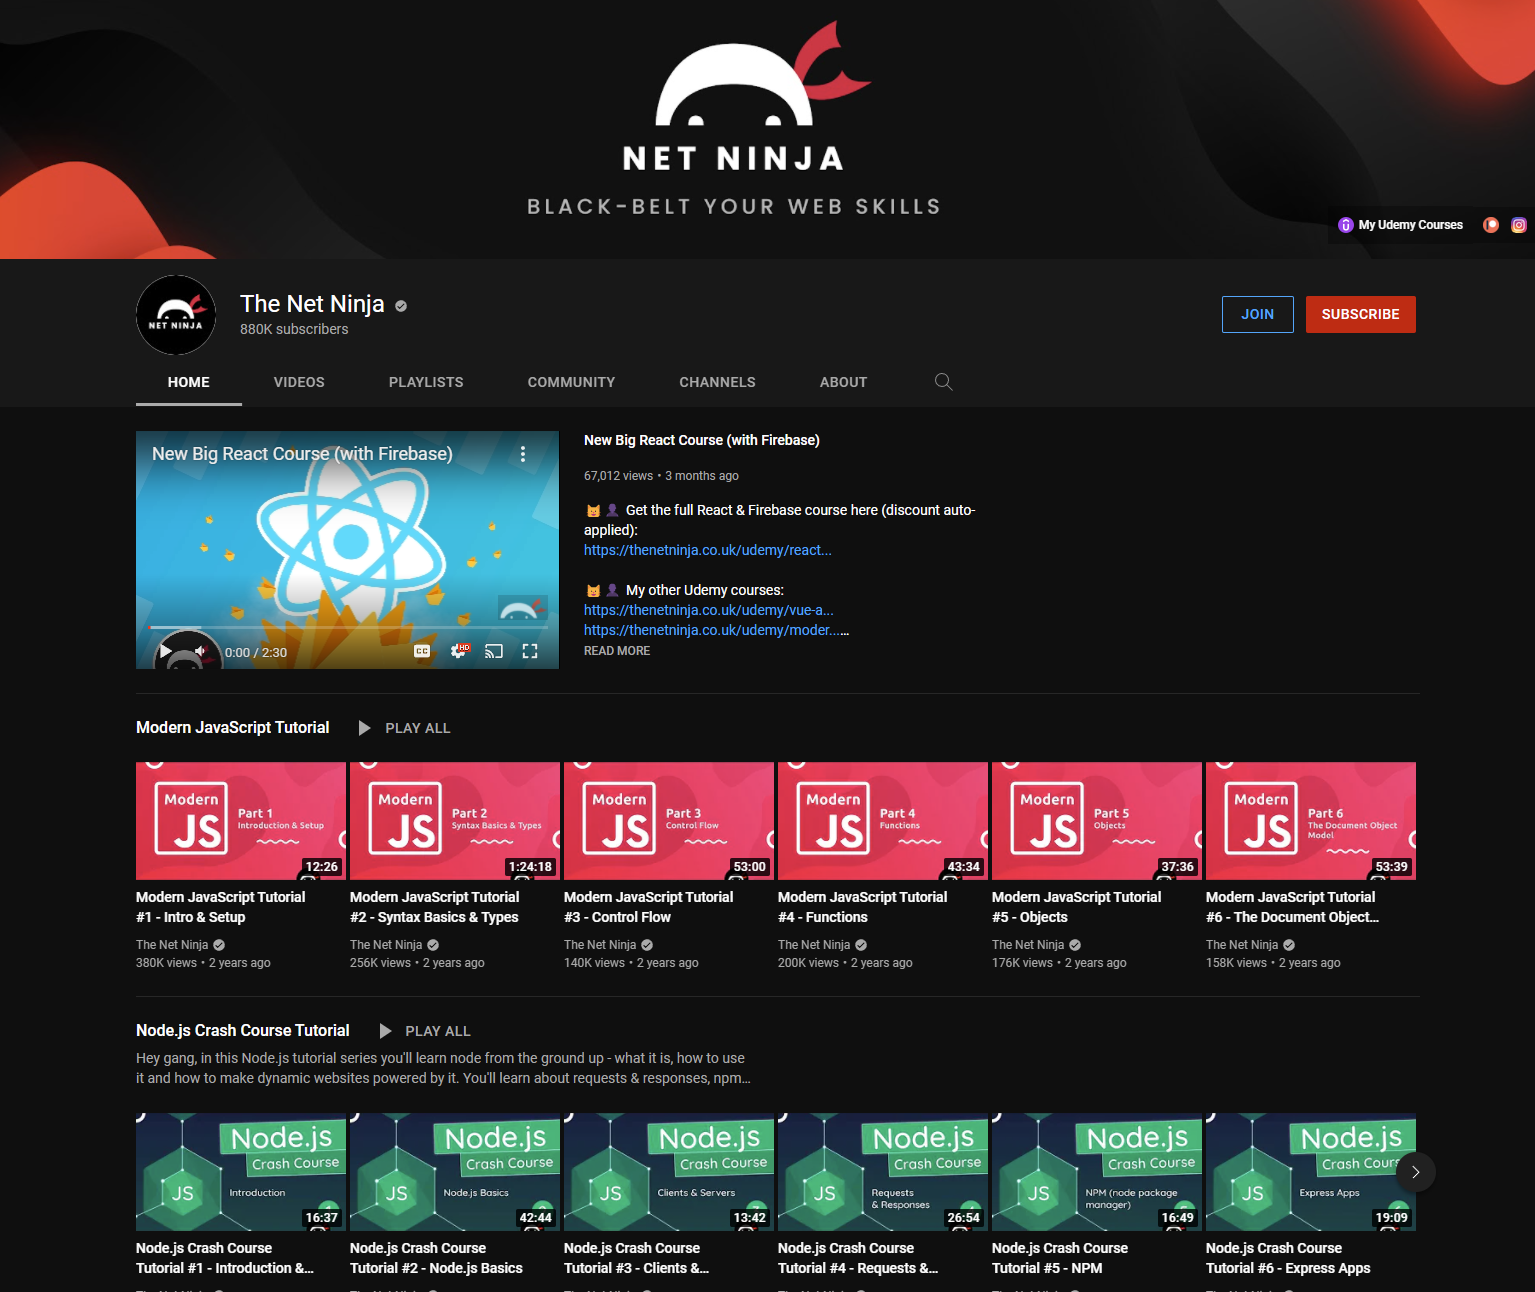 NET NINJA
BLACK-BELT YOUR WEB SKILLS
My Udemy Courses
NET NINJA
The Net Ninja
880K subscribers
JOIN
SUBSCRIBE
HOME
VIDEOS
PLAYLISTS
COMMUNITY
CHANNELS
ABOUT
New Big React Course (with Firebase)
0:00 / 2:30
CC
HD
New Big React Course (with Firebase)
67,012 views • 3 months ago
Get the full React & Firebase course here (discount auto-
applied):
https://thenetninja.co.uk/udemy/react...
My other Udemy courses:
https://thenetninja.co.uk/udemy/vue-a...
https://thenetninja.co.uk/udemy/moder......
READ MORE
Modern JavaScript Tutorial
PLAY ALL
Modern
JS
Part 1
Introduction & Setup
12:26
Modern JavaScript Tutorial
#1 - Intro & Setup
The Net Ninja
380K views • 2 years ago
Modern
JS
Part 2
Syntax Basics & Types
1:24:18
Modern JavaScript Tutorial
#2 - Syntax Basics & Types
The Net Ninja
256K views • 2 years ago
Modern
JS
Part 3
Control Flow
53:00
Modern JavaScript Tutorial
#3 - Control Flow
The Net Ninja
140K views • 2 years ago
Modern
JS
Part 4
Functions
43:34
Modern JavaScript Tutorial
#4 - Functions
The Net Ninja
200K views • 2 years ago
Modern
JS
Part 5
Objects
37:36
Modern JavaScript Tutorial
#5 - Objects
The Net Ninja
176K views • 2 years ago
Modern
JS
Part 6
The Document Object
Model
53:39
Modern JavaScript Tutorial
#6 - The Document Object...
The Net Ninja
158K views • 2 years ago
Node.js Crash Course Tutorial
PLAY ALL
Hey gang, in this Node.js tutorial series you'll learn node from the ground up - what it is, how to use
it and how to make dynamic websites powered by it. You'll learn about requests & responses, npm...
Node.js
Crash Course
JS
Introduction
16:37
Node.js Crash Course
Tutorial #1 - Introduction &...
Node.js
Crash Course
JS
Node.js Basics
42:44
Node.js Crash Course
Tutorial #2 - Node.js Basics
Node.js
Crash Course
JS
Clients & Servers
13:42
Node.js Crash Course
Tutorial #3 - Clients &...
Node.js
Crash Course
JS
Requests
& Responses
26:54
Node.js Crash Course
Tutorial #4 - Requests &...
Node.js
Crash Course
JS
NPM (node package
manager)
16:49
Node.js Crash Course
Tutorial #5 - NPM
Node.js
Crash Cours
JS
Express Apps
19:09
Node.js Crash Course
Tutorial #6 - Express Apps